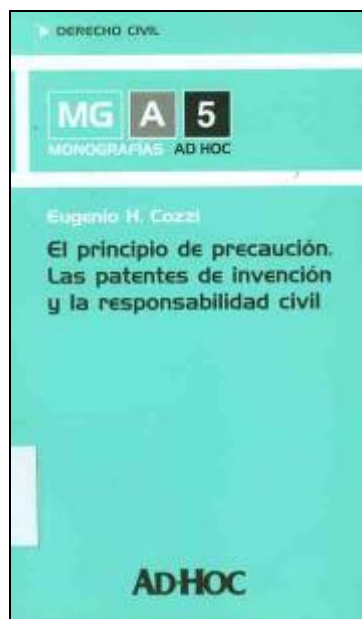 DERECHO CIVIL
MG A 5
MONOGRAFÍAS AD HOC
Eugenio H. Cozzi
El principio de precaución.
Las patentes de invención
y la responsabilidad civil
AD·HOC